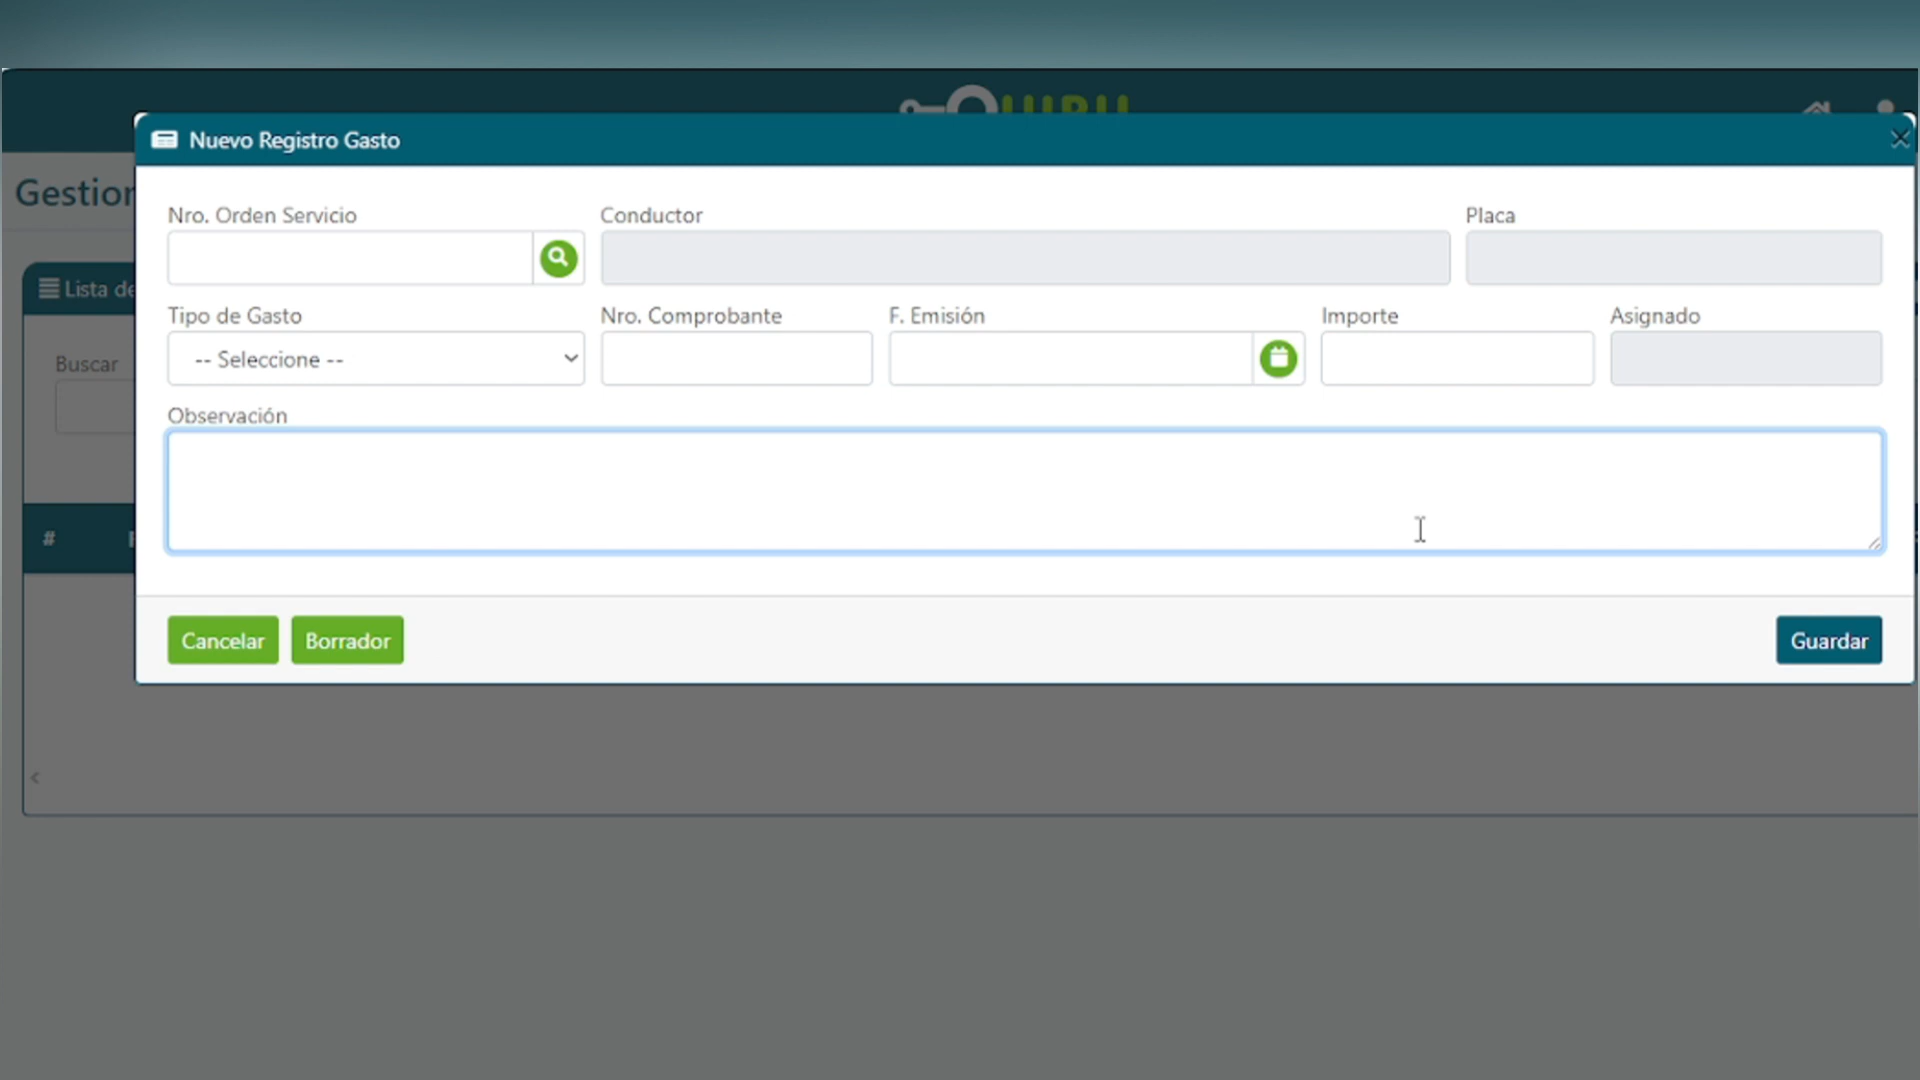 Nuevo Registro Gasto
Gestion
Nro. Orden Servicio
Conductor
Placa
Lista de
Tipo de Gasto
Nro. Comprobante
F. Emisión
Importe
Asignado
-- Seleccione --
Buscar
Observación
#
Cancelar
Borrador
Guardar